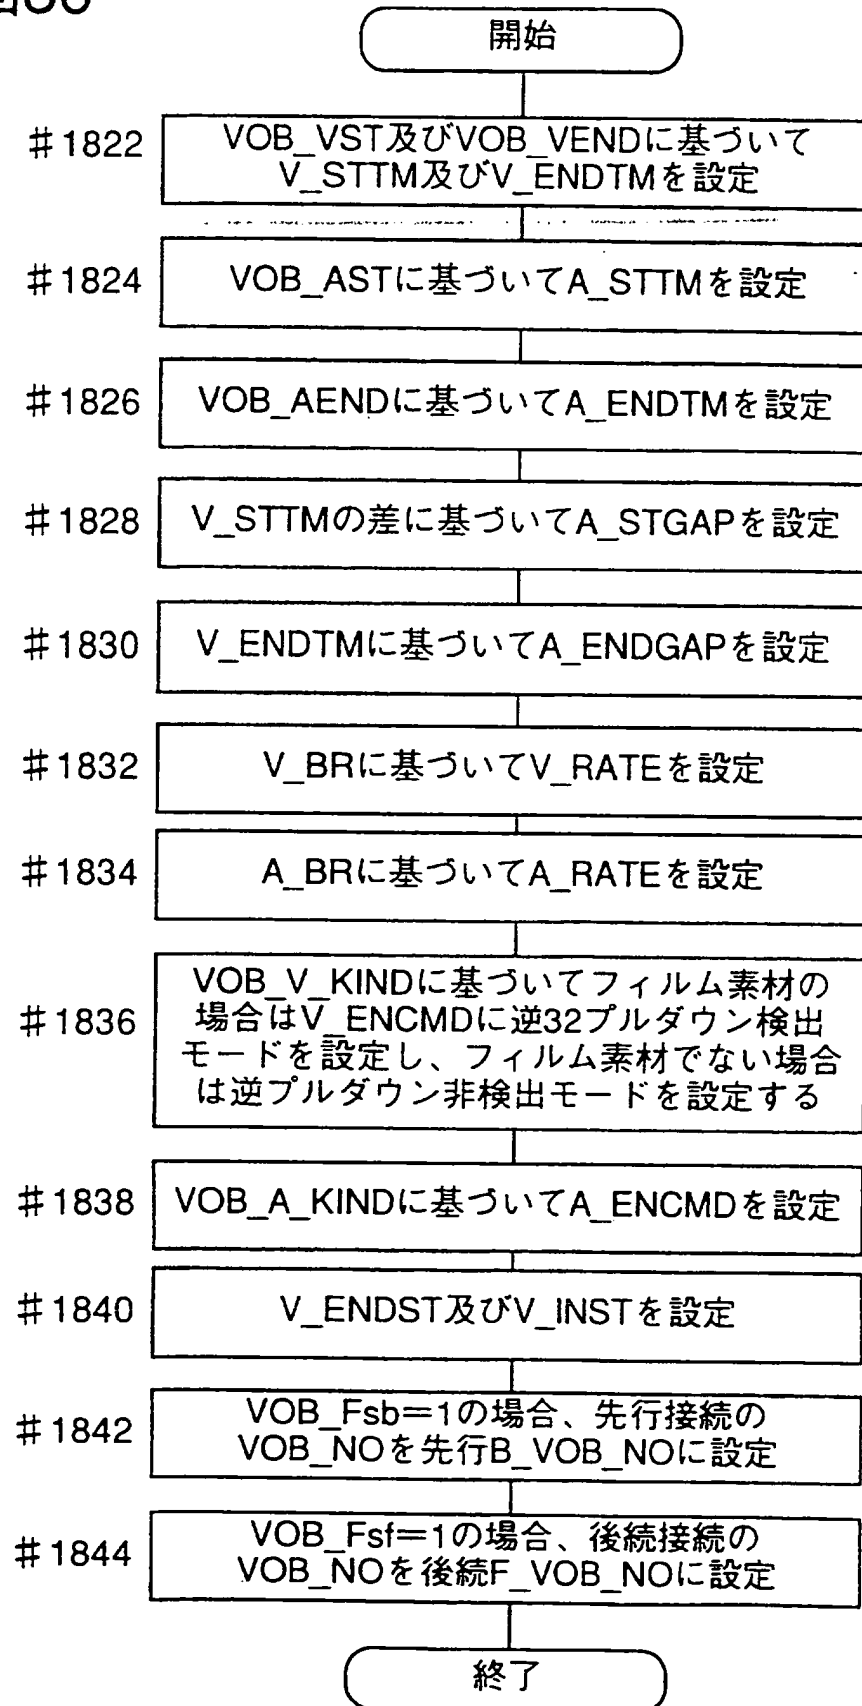 開始
#1822
VOB_VST及びVOB_VENDに基づいて
V_STTM及びV_ENDTMを設定
#1824
VOB_ASTに基づいてA_STTMを設定
#1826
VOB_AENDに基づいてA_ENDTMを設定
#1828
V_STTMの差に基づいてA_STGAPを設定
#1830
V_ENDTMに基づいてA_ENDGAPを設定
#1832
V_BRに基づいてV_RATEを設定
#1834
A_BRに基づいてA_RATEを設定
#1836
VOB_V_KINDに基づいてフィルム素材の
場合はV_ENCMDに逆32プルダウン検出
モードを設定し、フィルム素材でない場合
は逆プルダウン非検出モードを設定する
#1838
VOB_A_KINDに基づいてA_ENCMDを設定
#1840
V_ENDST及びV_INSTを設定
#1842
VOB_Fsb=1の場合、先行接続の
VOB_NOを先行B_VOB_NOに設定
#1844
VOB_Fsf=1の場合、後続接続の
VOB_NOを後続F_VOB_NOに設定
終了